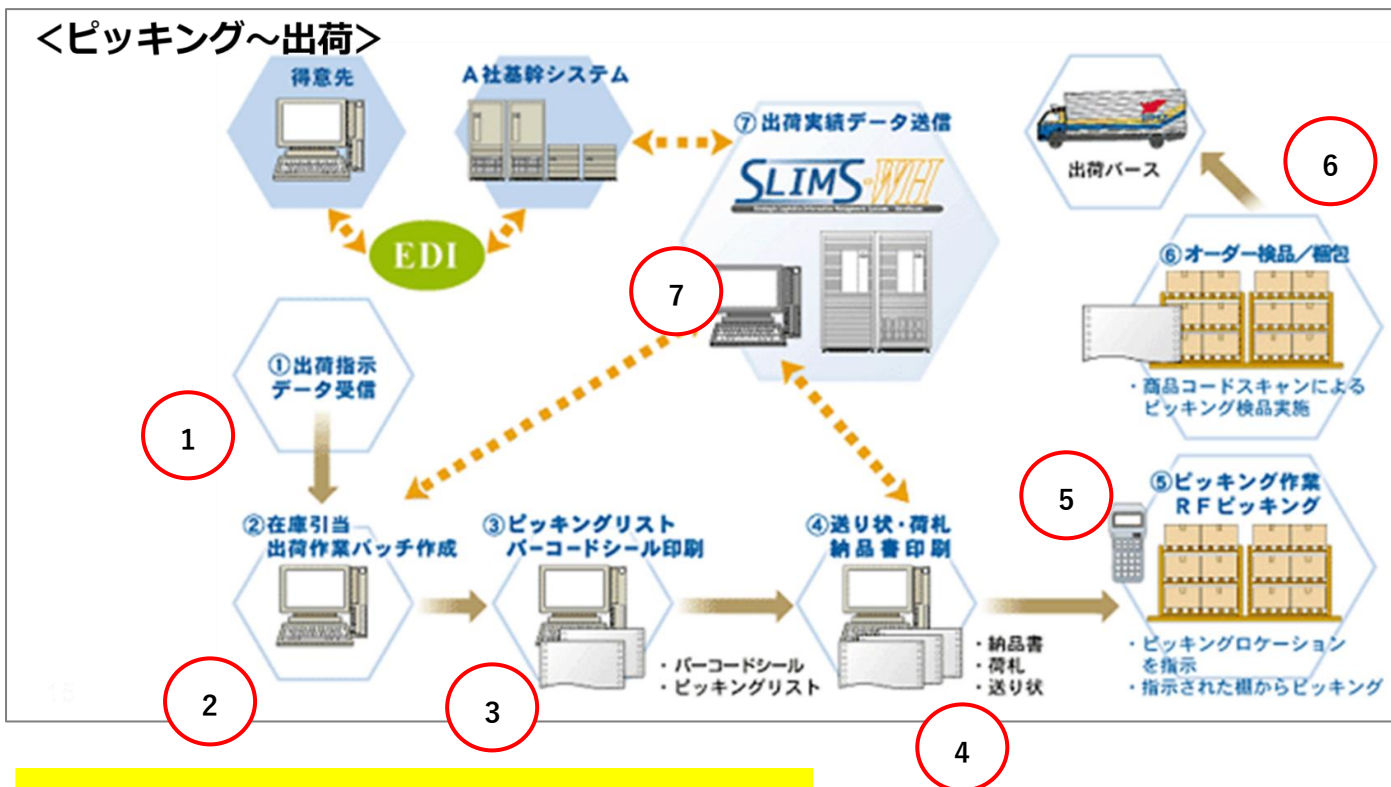 ＜ピッキング～出荷＞
得意先
A社基幹システム
EDI
⑦出荷実績データ送信
SLIMS-WH
7
出荷バース
6
⑥オーダー検品／梱包
・商品コードスキャンによる
ピッキング検品実施
①出荷指示
データ受信
1
②在庫引当
出荷作業バッチ作成
2
③ピッキングリスト
バーコードシール印刷
・バーコードシール
・ピッキングリスト
3
④送り状・荷札
納品書印刷
・納品書
・荷札
・送り状
4
5
⑤ピッキング作業
RFピッキング
・ピッキングロケーション
を指示
・指示された棚からピッキング